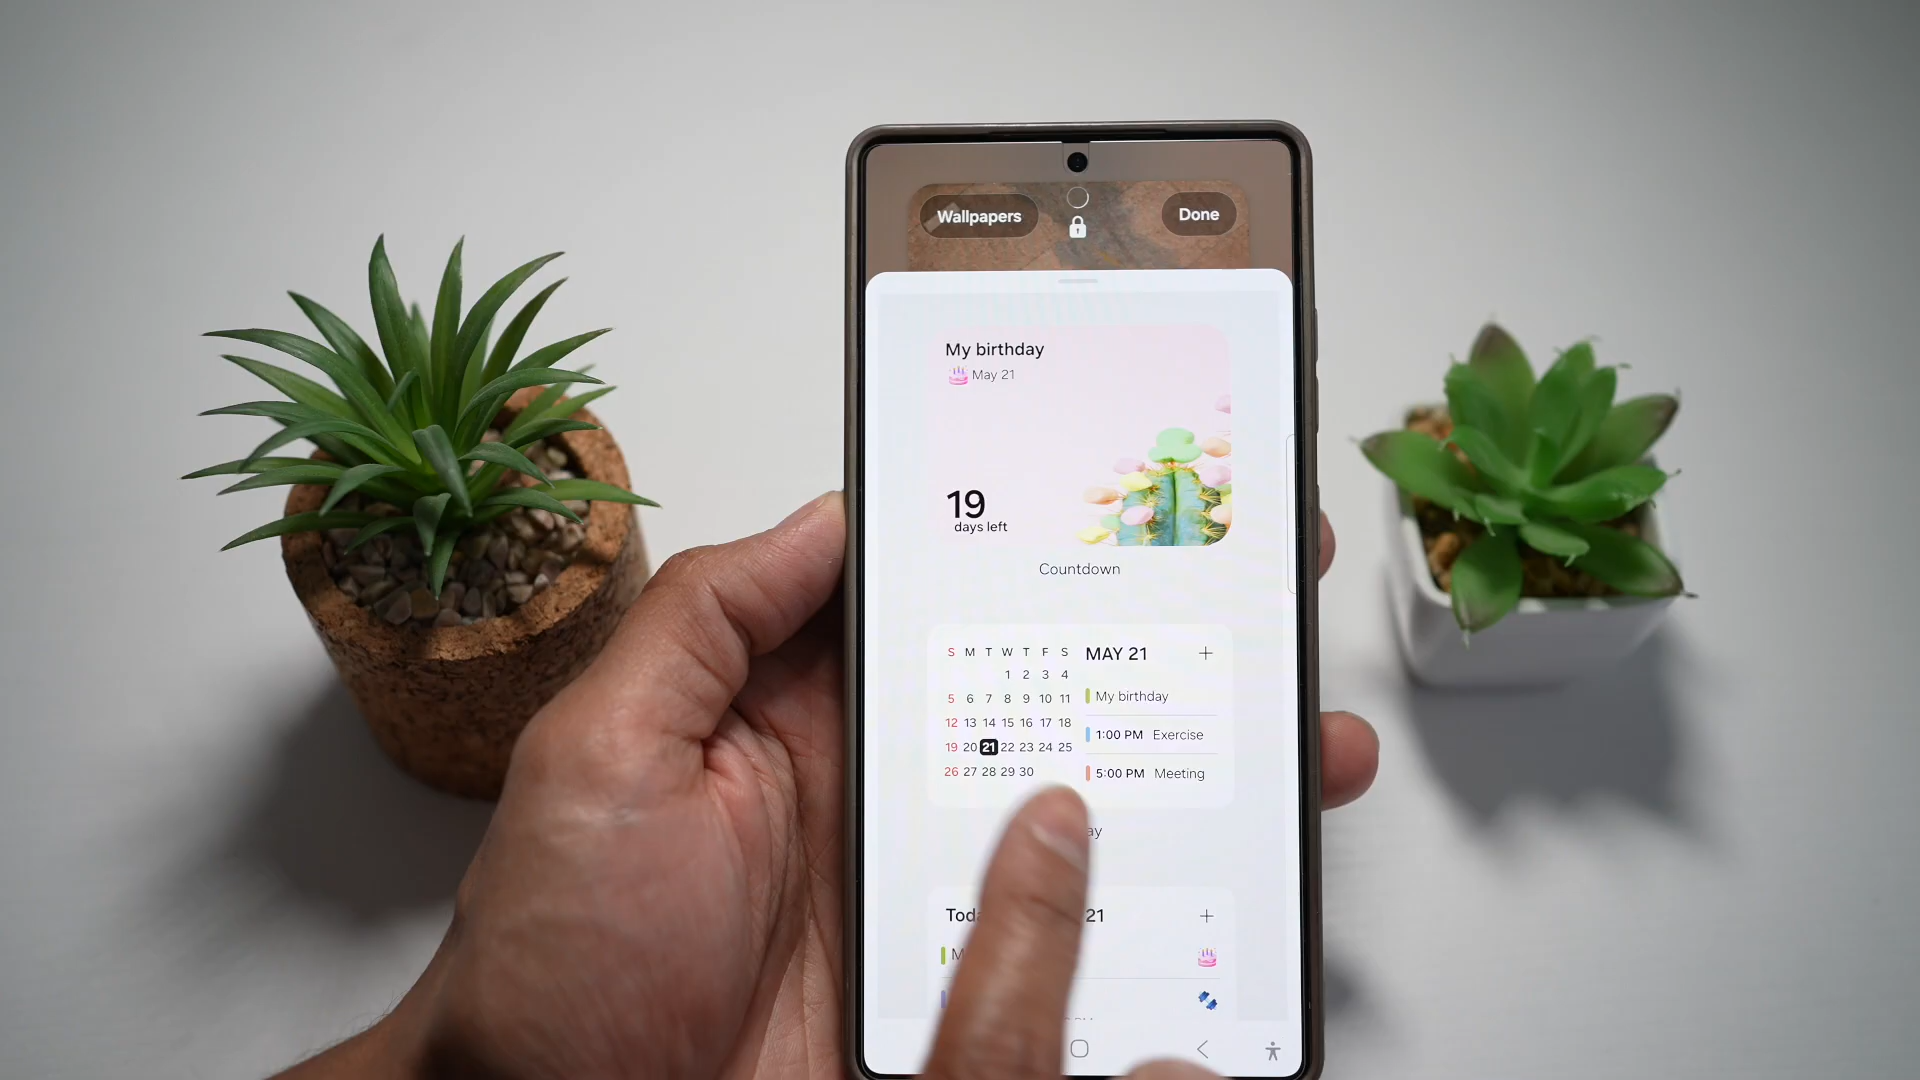 Wallpapers
Done
My birthday
May 21
19
days left
Countdown
S M T W T F S
1 2 3 4
5 6 7 8 9 10 11
12 13 14 15 16 17 18
19 20 21 22 23 24 25
26 27 28 29 30
MAY 21 +
My birthday
1:00 PM Exercise
5:00 PM Meeting
21 +